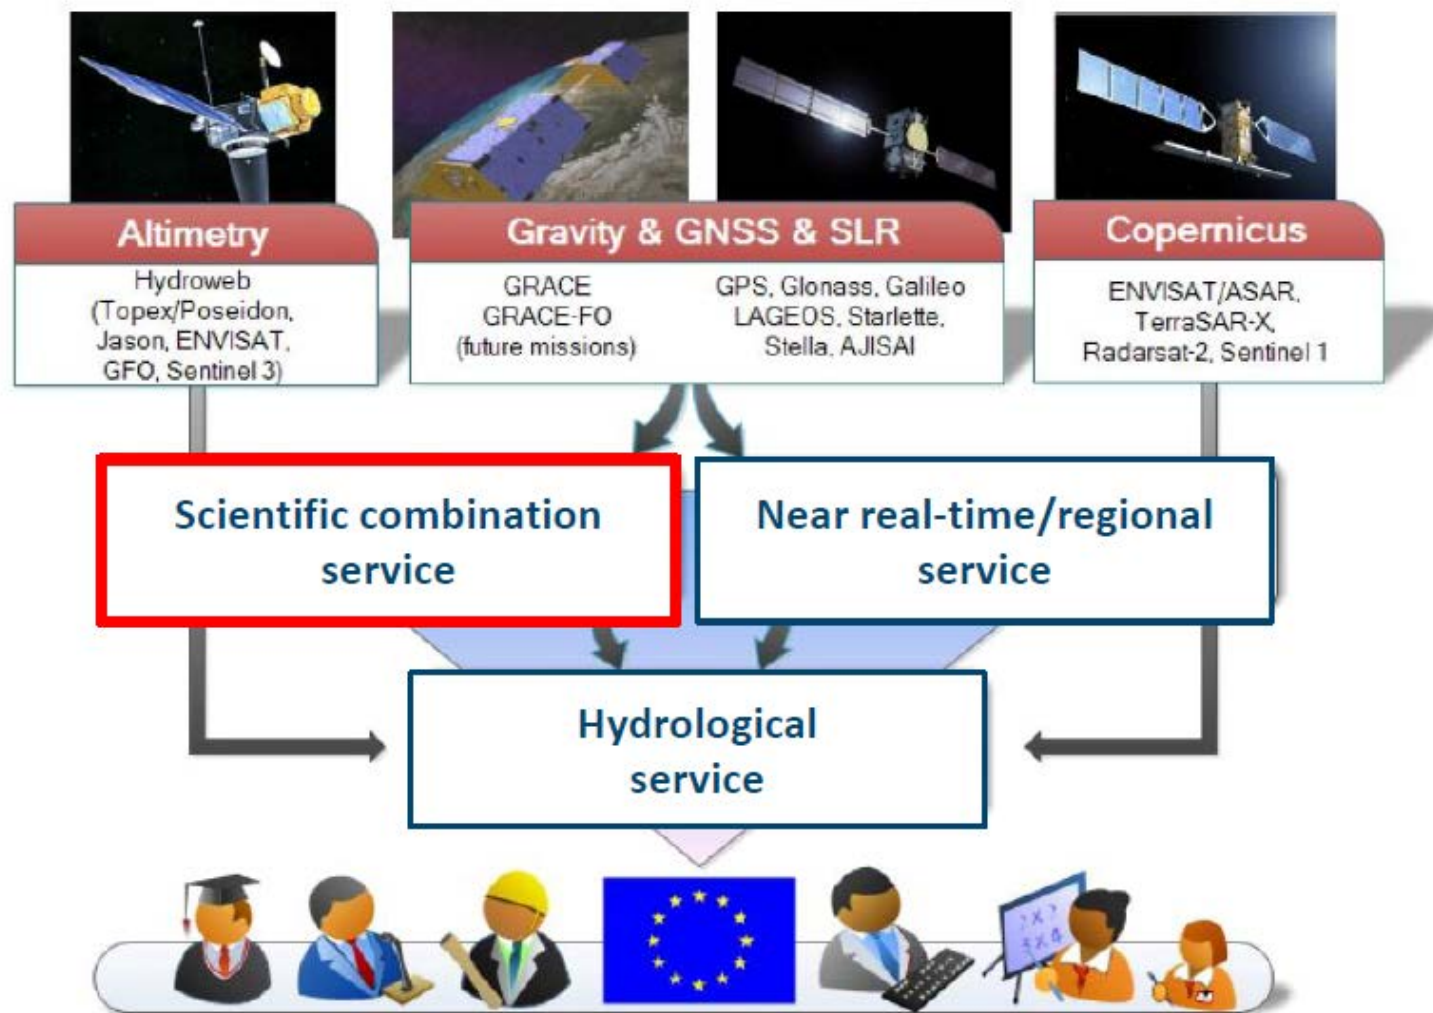 Altimetry
Hydroweb
(Topex/Poseidon,
Jason, ENVISAT,
GFO, Sentinel 3)
Gravity & GNSS & SLR
GRACE
GRACE-FO
(future missions)
GPS, Glonass, Galileo
LAGEOS, Starlette,
Stella, AJISAI
Copernicus
ENVISAT/ASAR,
TerraSAR-X,
Radarsat-2, Sentinel 1
Scientific combination
service
Near real-time/regional
service
Hydrological
service